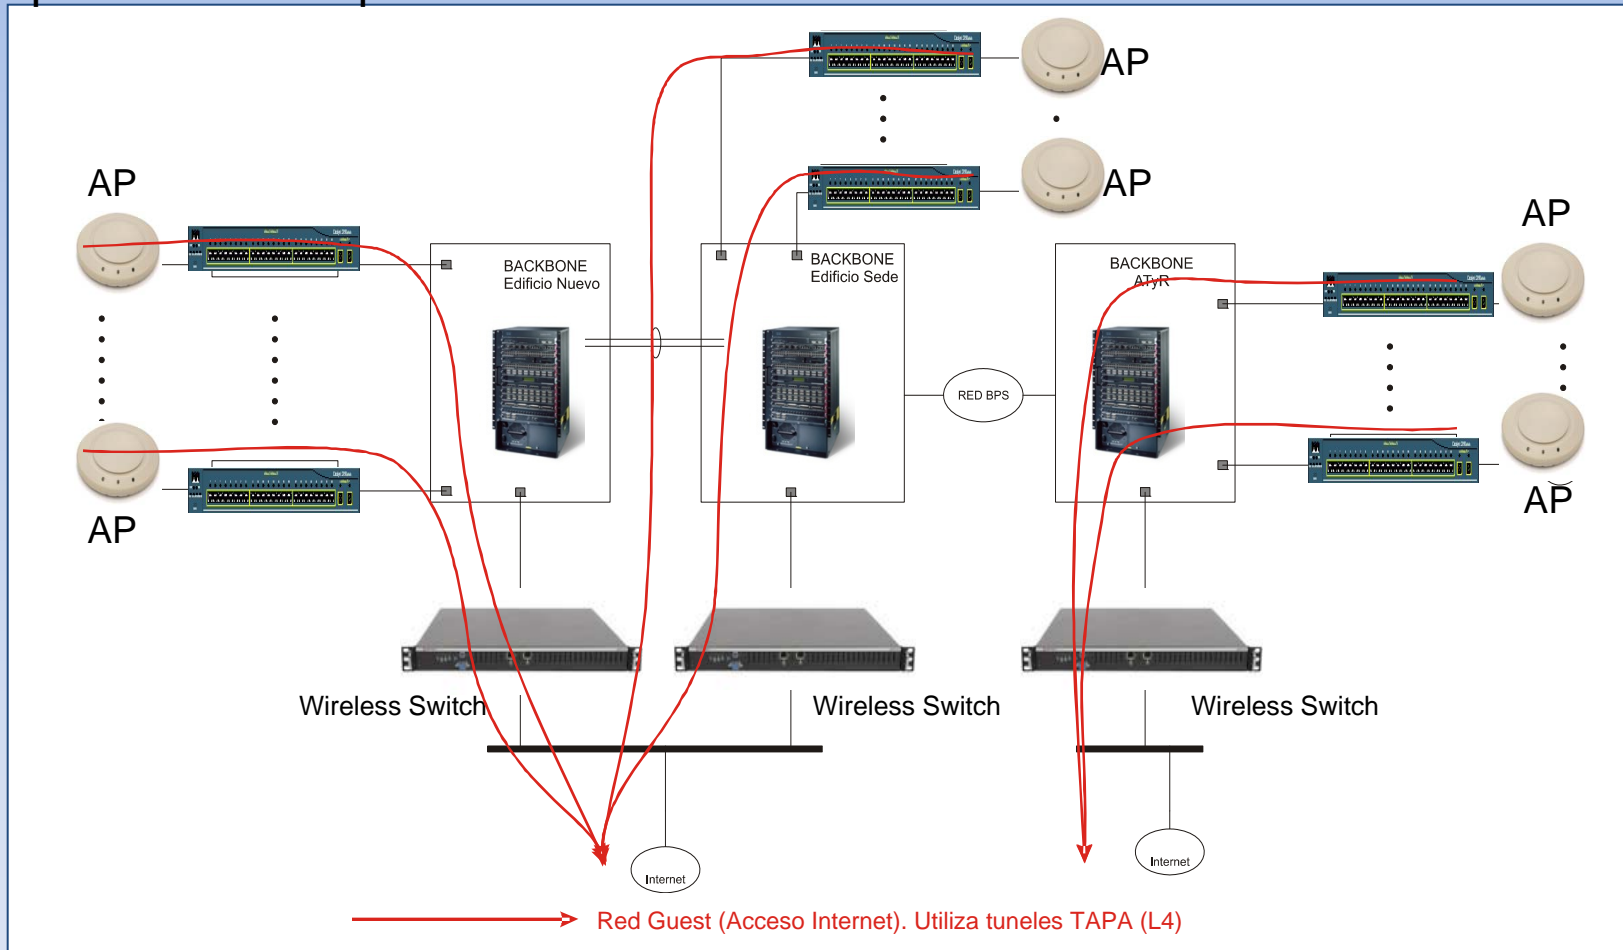 AP
AP
AP
AP
AP
AP
BACKBONE
Edificio Nuevo
BACKBONE
Edificio Sede
BACKBONE
ATyR
RED BPS
Wireless Switch
Wireless Switch
Wireless Switch
Internet
Internet
Red Guest (Acceso Internet). Utiliza tuneles TAPA (L4)